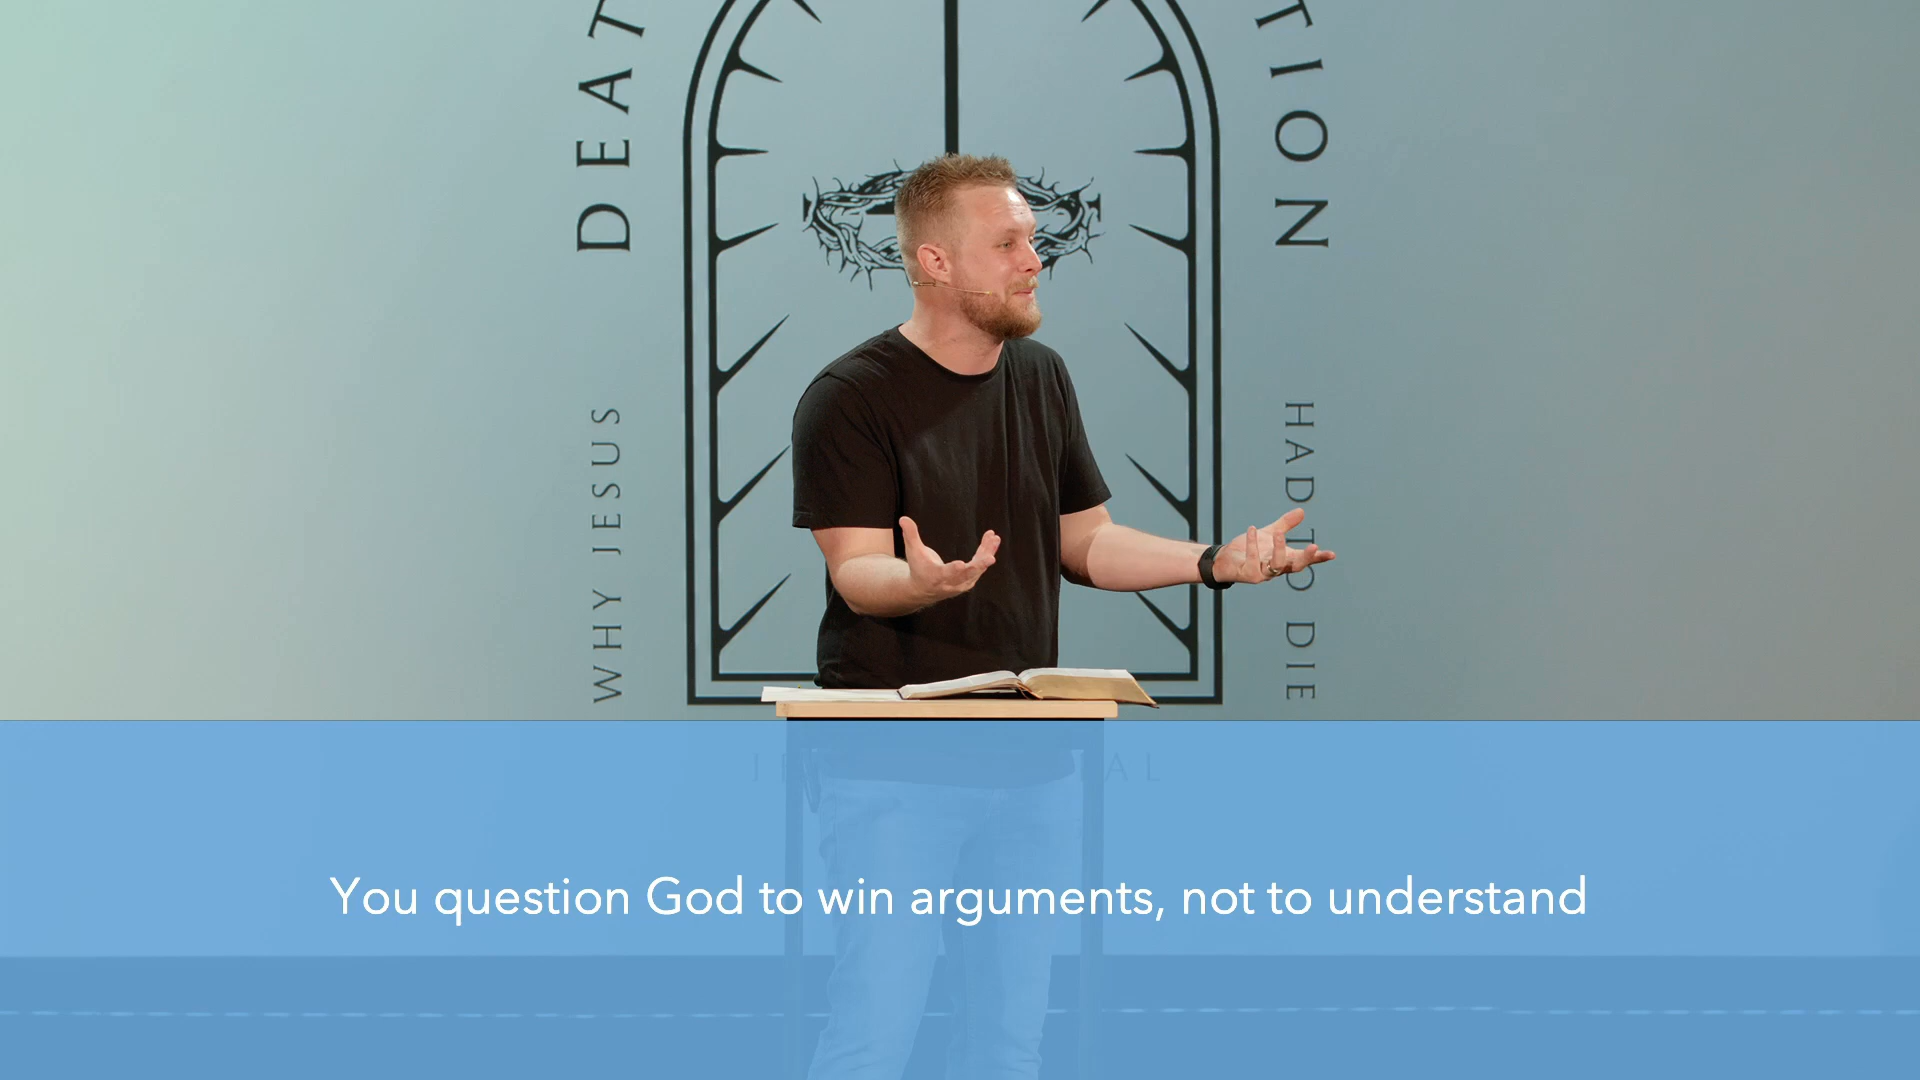 DEAT
TION
WHY JESUS
HAD TO DIE
You question God to win arguments, not to understand